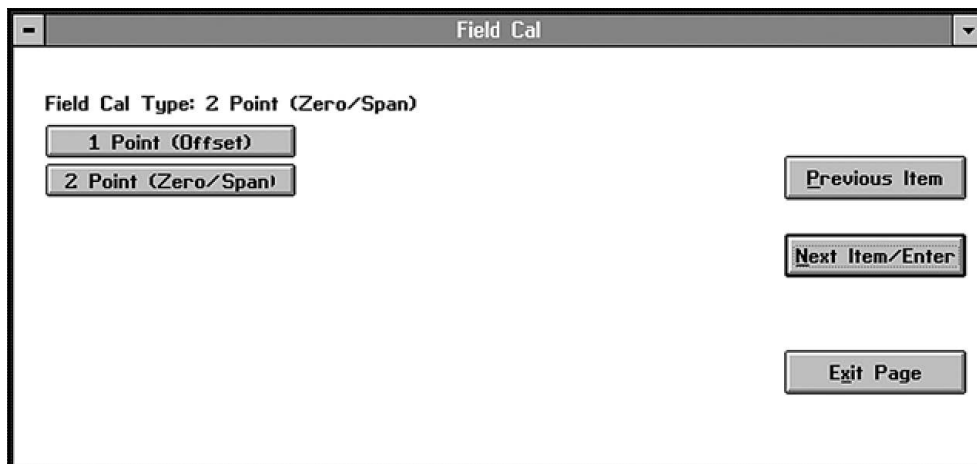 Field Cal
Field Cal Type: 2 Point (Zero/Span)
1 Point (Offset)
2 Point (Zero/Span)
Previous Item
Next Item/Enter
Exit Page